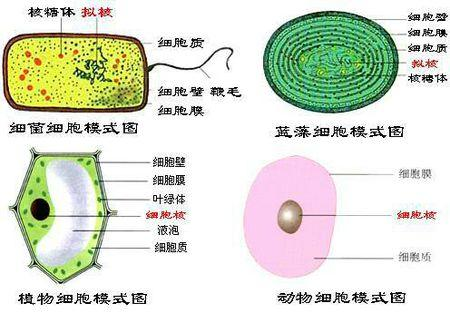 核糖体 拟核
细胞质
细胞壁 鞭毛
细胞膜
细菌细胞模式图
细胞壁
细胞膜
细胞质
拟核
核糖体
蓝藻细胞模式图
细胞壁
细胞膜
叶绿体
细胞核
液泡
细胞质
植物细胞模式图
细胞膜
细胞核
细胞质
动物细胞模式图